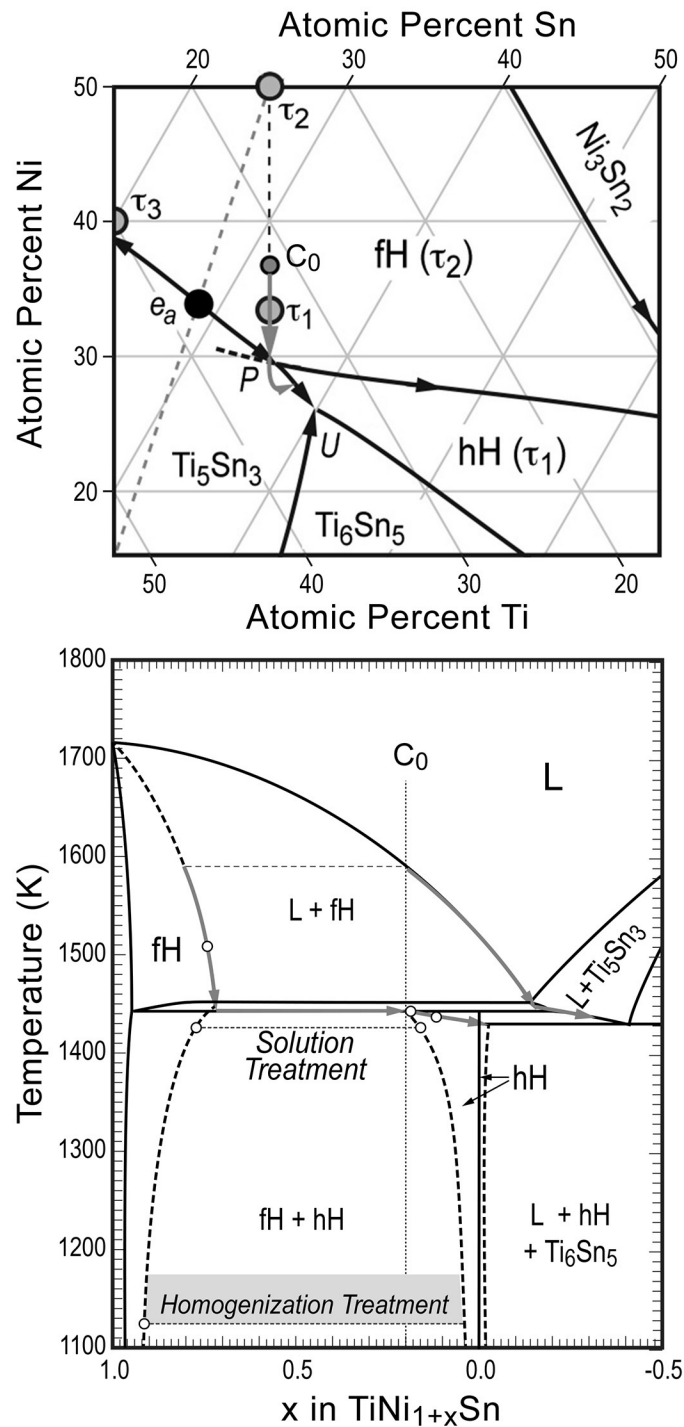 Atomic Percent Sn
20 30 40 50
50
τ2
Ni3Sn2
τ3
40
C0
fH (τ2)
ea
τ1
Atomic Percent Ni
30
P
U
hH (τ1)
Ti5Sn3
20
Ti6Sn5
50 40 30 20
Atomic Percent Ti
1800
C0
1700
L
1600
L + fH
fH
L+Ti5Sn3
1500
Temperature (K)
1400
Solution
Treatment
hH
1300
fH + hH
L + hH
+ Ti6Sn5
1200
Homogenization Treatment
1100
1.0 0.5 0.0 -0.5
x in TiNi1+xSn